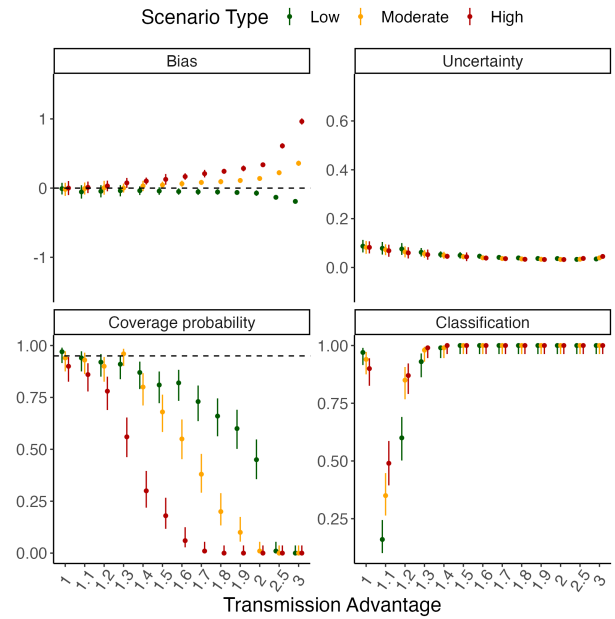 Scenario Type Low Moderate High
Bias Uncertainty
1
0
-1
0.6
0.4
0.2
0.0
Coverage probability Classification
1.00
0.75
0.50
0.25
0.00
1.00
0.75
0.50
0.25
1 1.1 1.2 1.3 1.4 1.5 1.6 1.7 1.8 1.9 2 2.5 3
1 1.1 1.2 1.3 1.4 1.5 1.6 1.7 1.8 1.9 2 2.5 3
Transmission Advantage